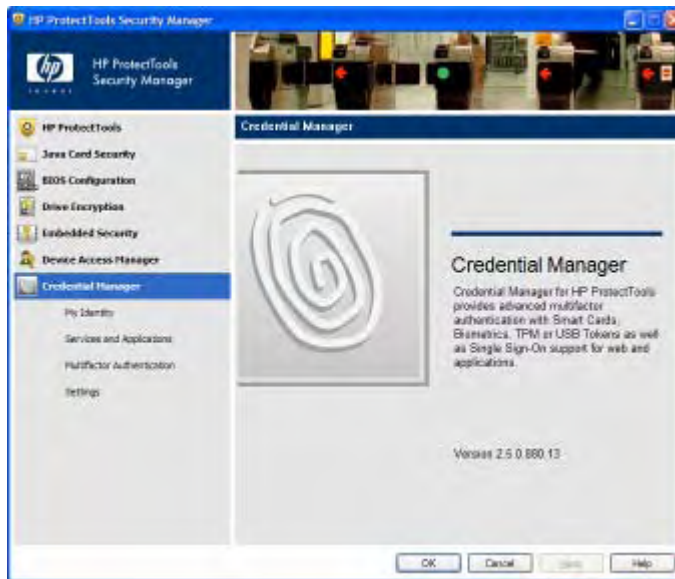 HP ProtectTools Security Manager
hp
invent
HP ProtectTools
Security Manager
HP ProtectTools
Java Card Security
BIOS Configuration
Drive Encryption
Embedded Security
Device Access Manager
Credential Manager
My Identity
Services and Applications
Multifactor Authentication
Settings
Credential Manager
Credential Manager
Credential Manager for HP ProtectTools
provides advanced multifactor
authentication with Smart Cards,
Biometrics, TPM or USB Tokens as well
as Single Sign-On support for web and
applications.
Version 2.5.0.880.13
OK
Cancel
Help